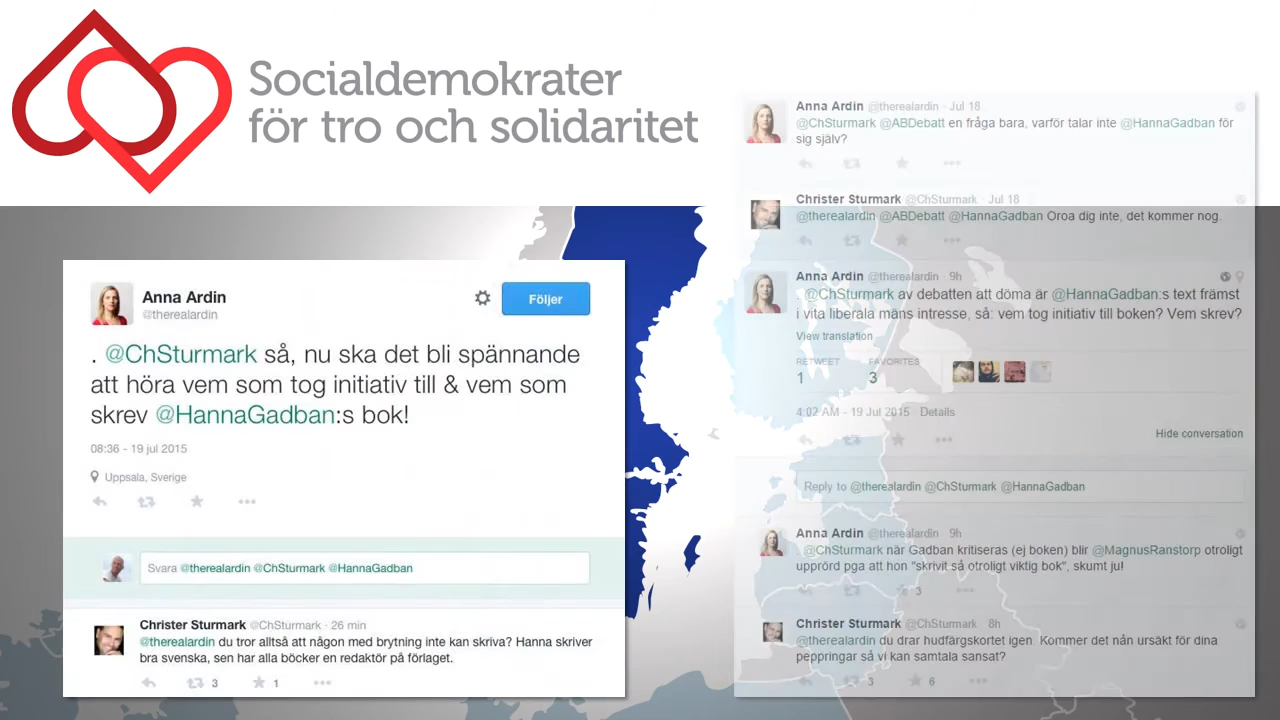 Socialdemokrater
för tro och solidaritet
Anna Ardin
@therealardin
Följer
. @ChSturmark så, nu ska det bli spännande
att höra vem som tog initiativ till & vem som
skrev @HannaGadban:s bok!
08:36 - 19 jul 2015
Uppsala, Sverige
Svara @therealardin @ChSturmark @HannaGadban
Christer Sturmark @ChSturmark · 26 min
@therealardin du tror alltså att någon med brytning inte kan skriva? Hanna skriver
bra svenska, sen har alla böcker en redaktör på förlaget.
3 1
Anna Ardin @therealardin · Jul 18
@ChSturmark @ABDebatt en fråga bara, varför talar inte @HannaGadban för
sig själv?
Christer Sturmark @ChSturmark · Jul 18
@therealardin @ABDebatt @HannaGadban Oroa dig inte, det kommer nog.
Anna Ardin @therealardin · 9h
. @ChSturmark av debatten att döma är @HannaGadban:s text främst
i vita liberala mäns intresse, så: vem tog initiativ till boken? Vem skrev?
View translation
RETWEET FAVORITES
1 3
4:02 AM - 19 Jul 2015 · Details
Hide conversation
Reply to @therealardin @ChSturmark @HannaGadban
Anna Ardin @therealardin · 9h
. @ChSturmark när Gadban kritiseras (ej boken) blir @MagnusRanstorp otroligt
upprörd pga att hon "skrivit så otroligt viktig bok", skumt ju!
3
Christer Sturmark @ChSturmark · 8h
@therealardin du drar hudfärgskortet igen. Kommer det nån ursäkt för dina
peppringar så vi kan samtala sansat?
3 6